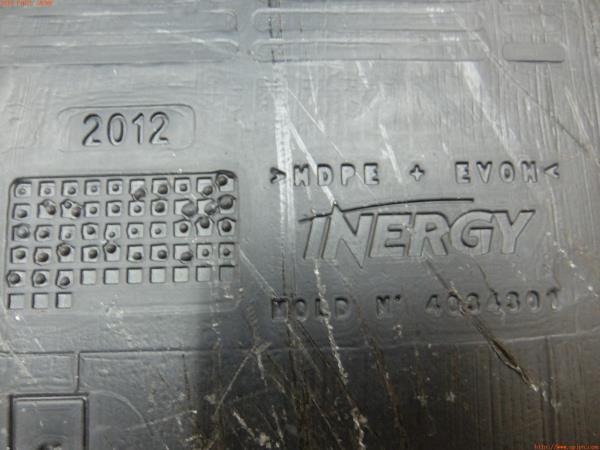 2012
>HDPE + EVOH<
INERGY
MOLD N° 4034301